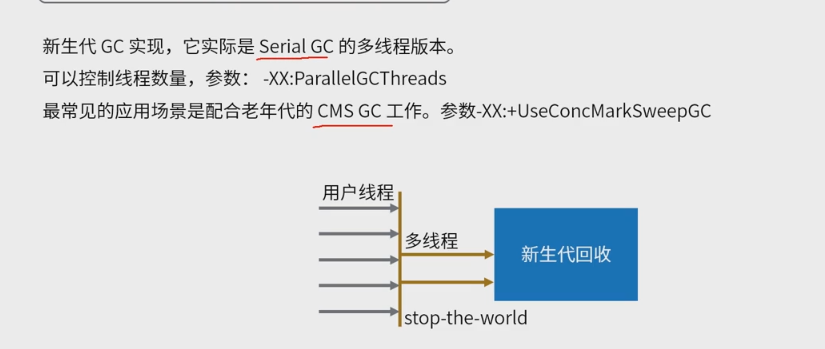 新生代 GC 实现，它实际是 Serial GC 的多线程版本。
可以控制线程数量，参数： -XX:ParallelGCThreads
最常见的应用场景是配合老年代的 CMS GC 工作。参数-XX:+UseConcMarkSweepGC
用户线程
多线程
新生代回收
stop-the-world